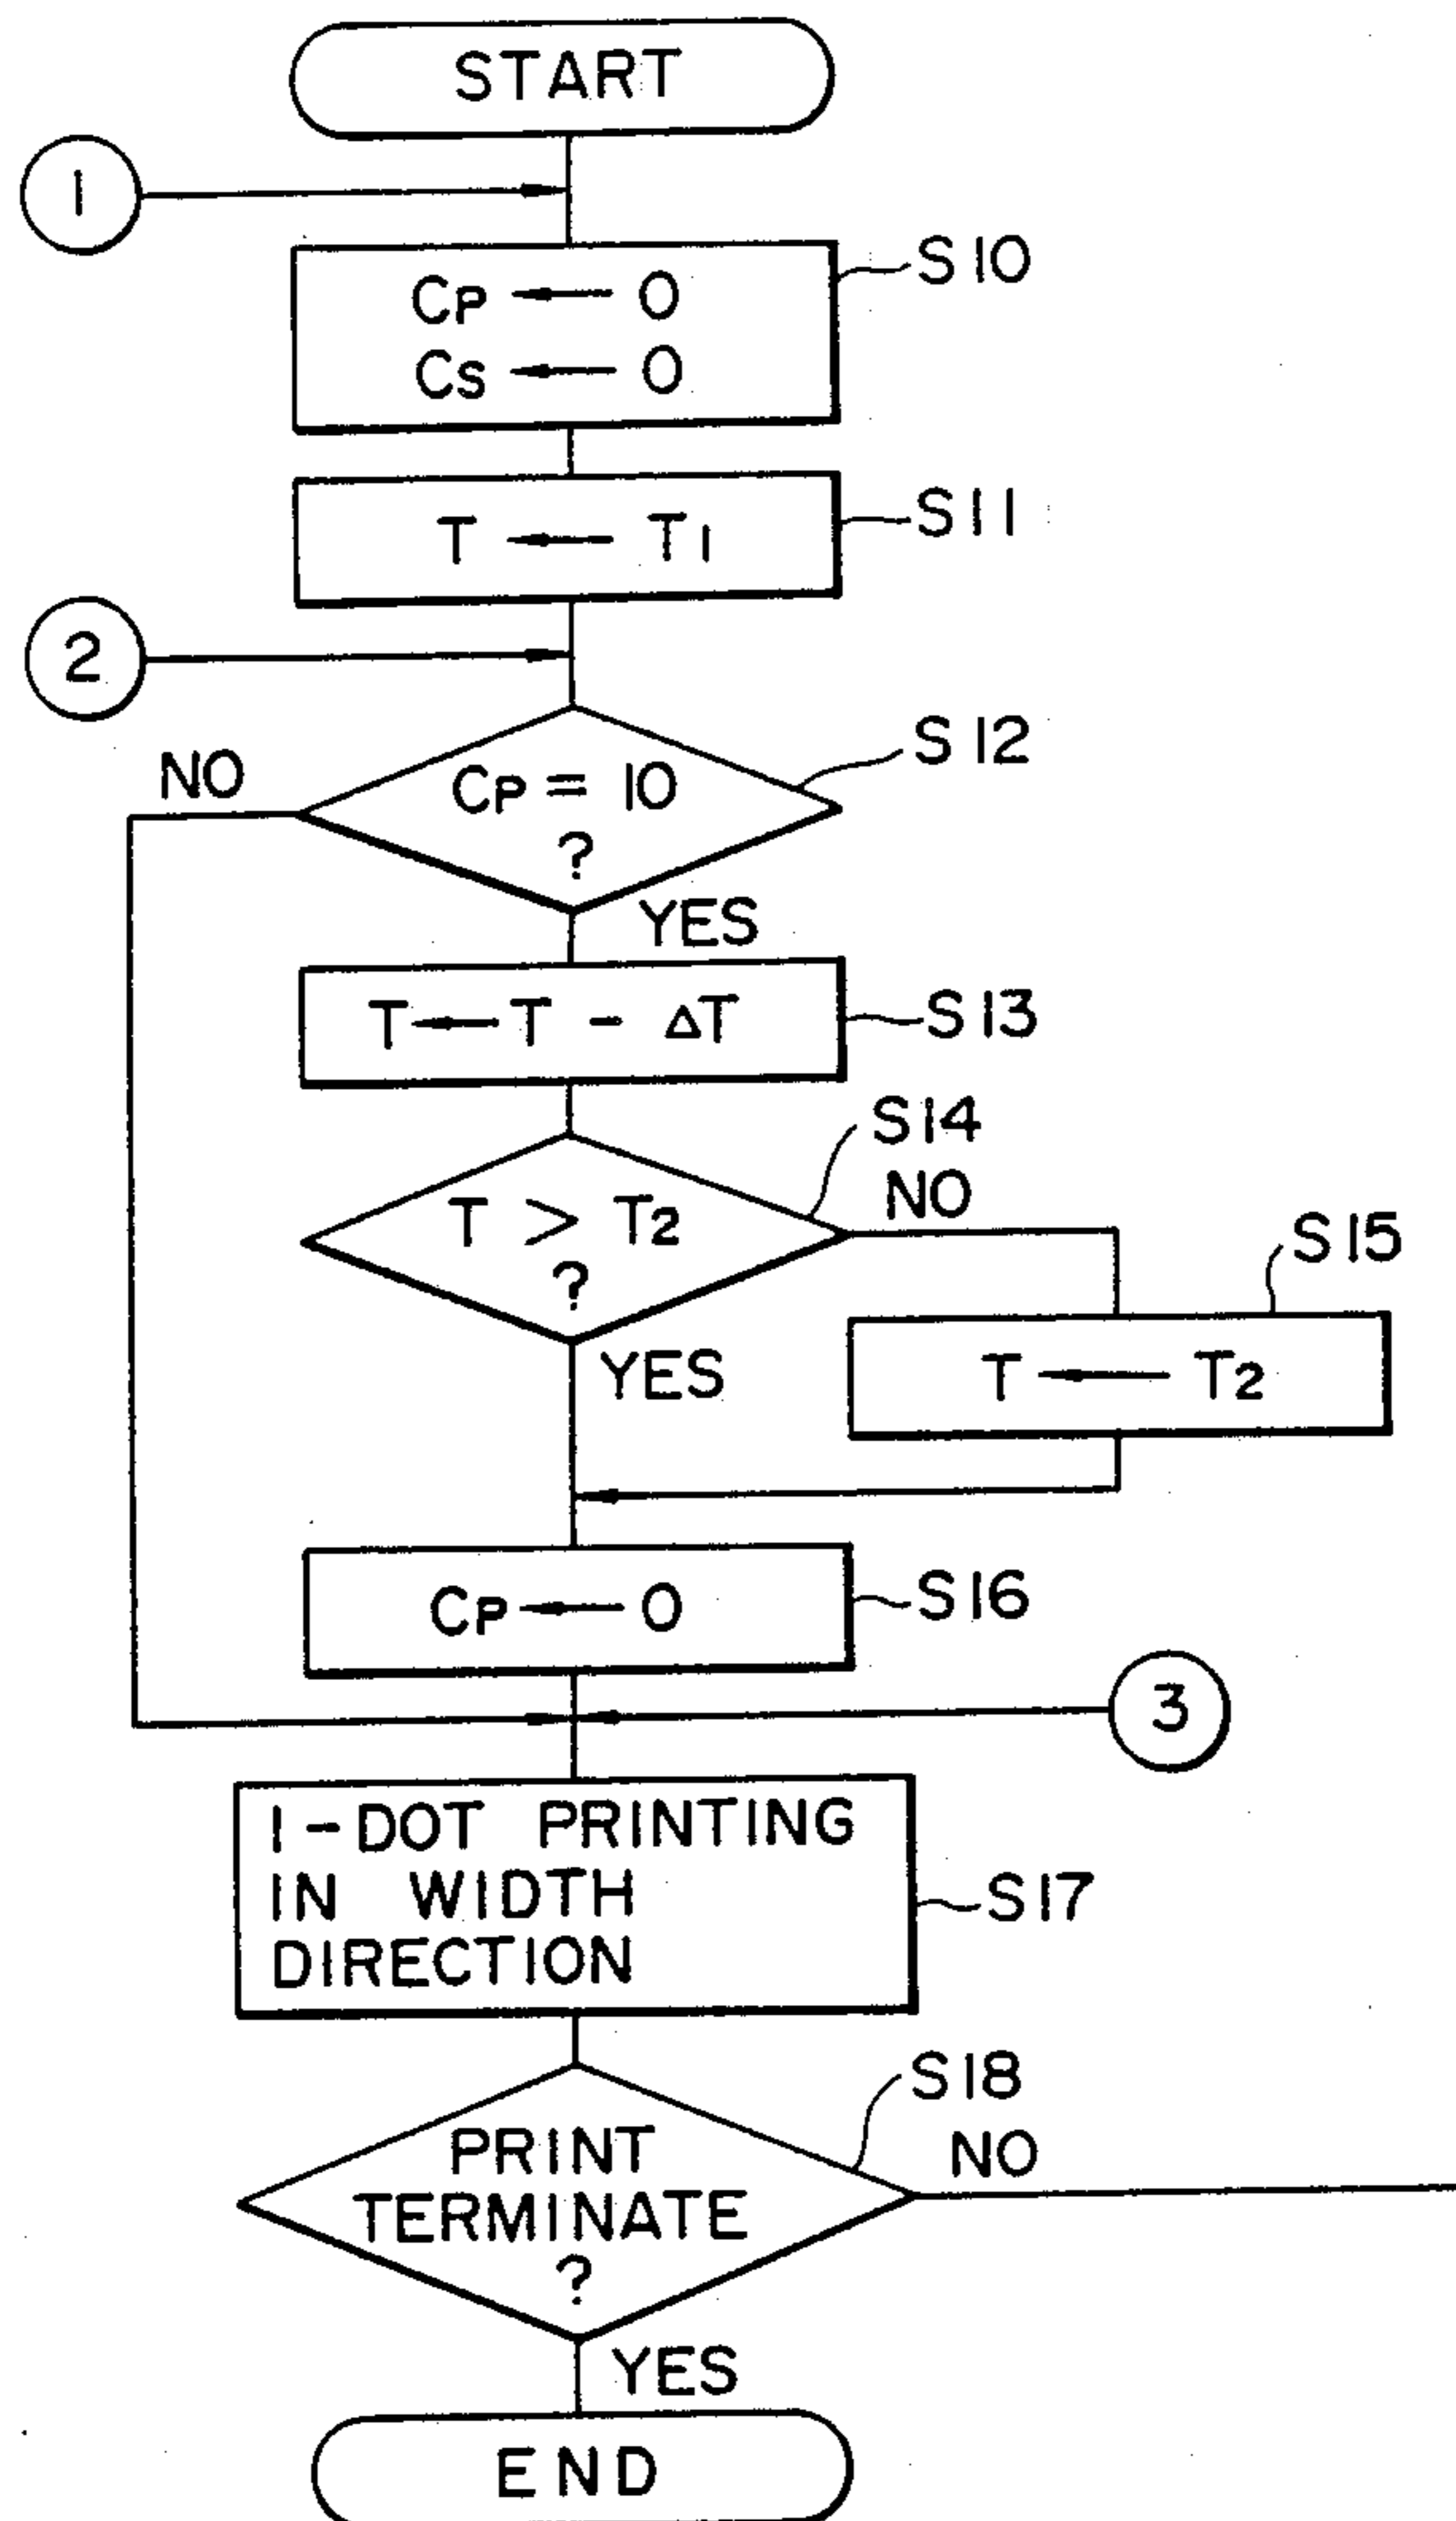 START
1
CP ← 0
CS ← 0
S10
T ← T1
S11
2
CP = 10
?
S12
NO
YES
T ← T - ΔT
S13
T > T2
?
S14
NO
YES
T ← T2
S15
CP ← 0
S16
3
1-DOT PRINTING
IN WIDTH
DIRECTION
S17
PRINT
TERMINATE
?
S18
NO
YES
END